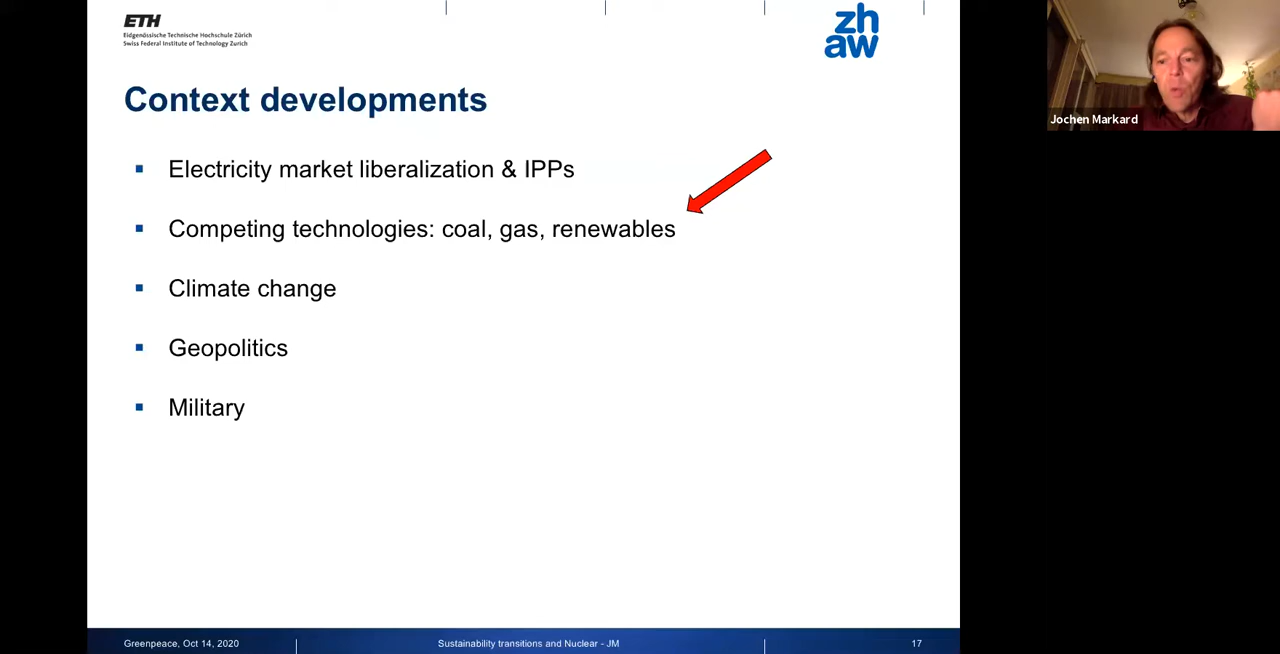 ETH
Eidgenössische Technische Hochschule Zürich
Swiss Federal Institute of Technology Zurich
zh
aw
Jochen Markard
Context developments
Electricity market liberalization & IPPs
Competing technologies: coal, gas, renewables
Climate change
Geopolitics
Military
Greenpeace, Oct 14, 2020
Sustainability transitions and Nuclear - JM
17